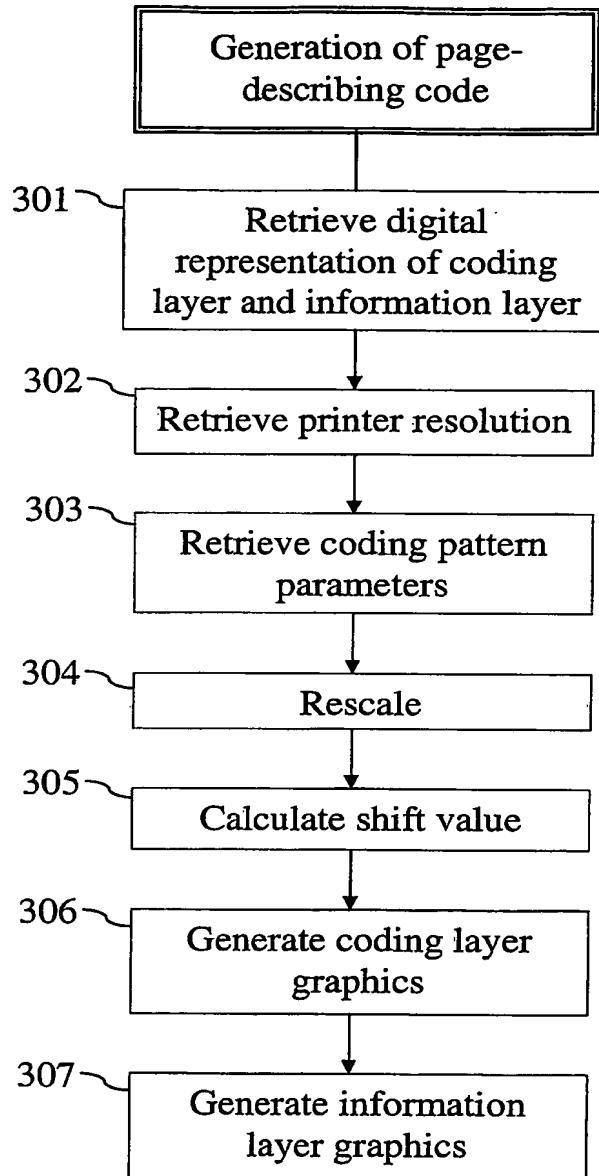 Generation of page-
describing code
301
Retrieve digital
representation of coding
layer and information layer
302
Retrieve printer resolution
303
Retrieve coding pattern
parameters
304
Rescale
305
Calculate shift value
306
Generate coding layer
graphics
307
Generate information
layer graphics